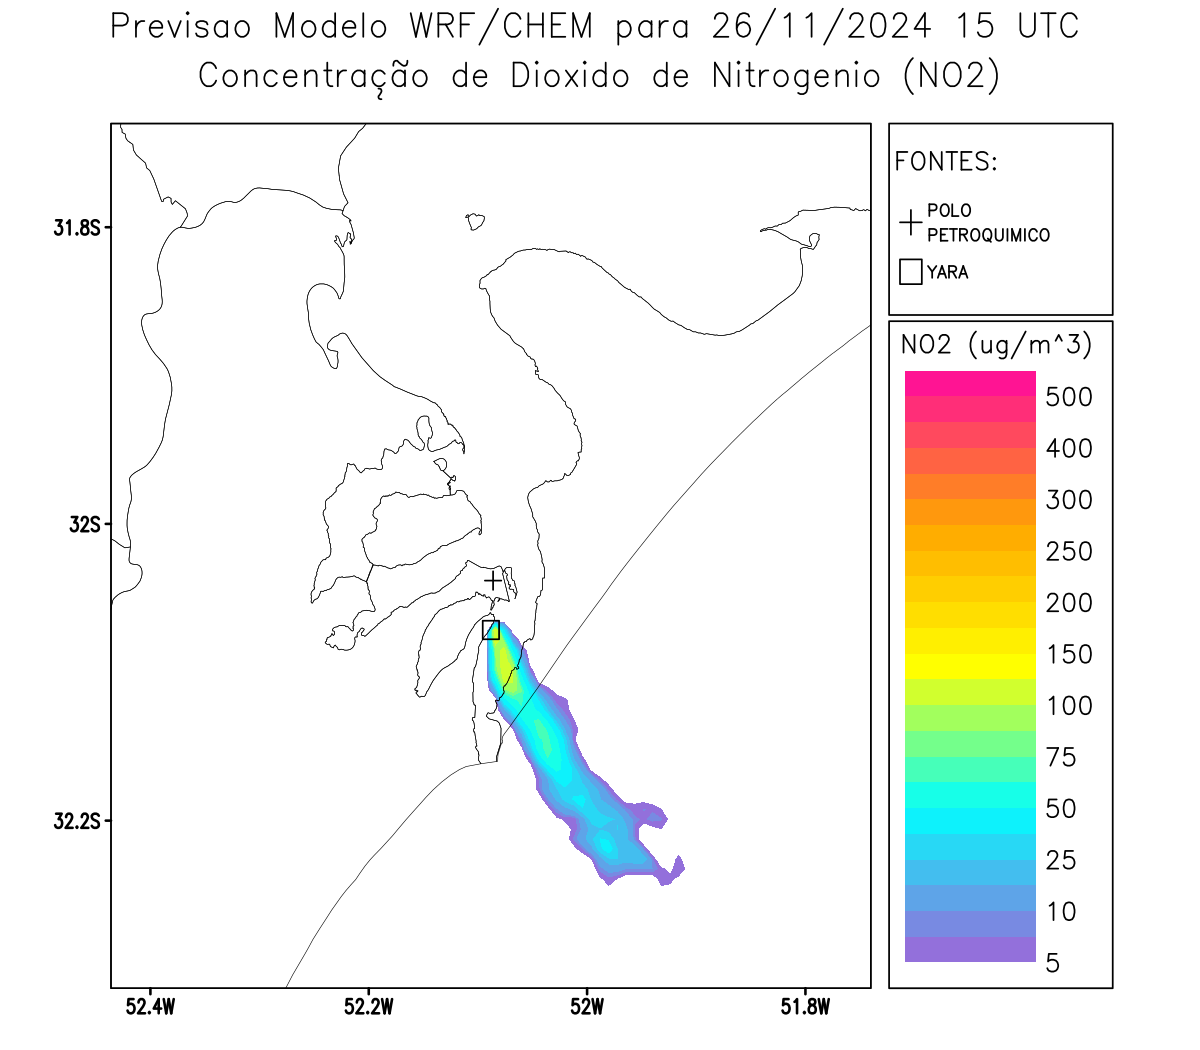 Previsao Modelo WRF/CHEM para 26/11/2024 15 UTC
Concentração de Dioxido de Nitrogenio (NO2)
FONTES:
POLO
PETROQUIMICO
YARA
NO2 (ug/m^3)
500
400
300
250
200
150
100
75
50
25
10
5
31.8S
32S
32.2S
52.4W
52.2W
52W
51.8W